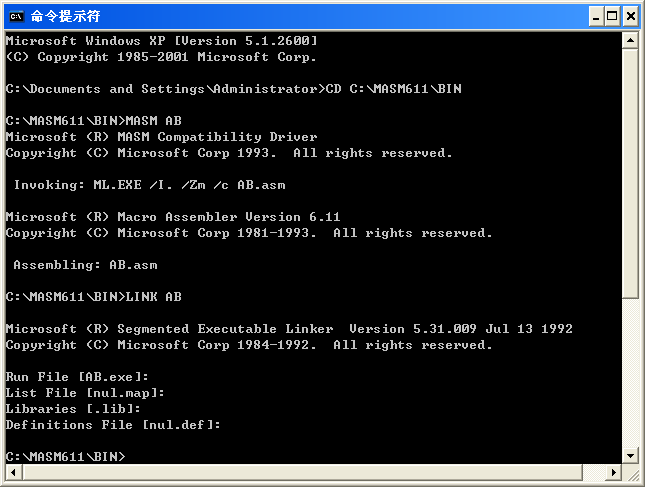 命令提示符
Microsoft Windows XP [Version 5.1.2600]
(C) Copyright 1985-2001 Microsoft Corp.
C:\Documents and Settings\Administrator>CD C:\MASM611\BIN
C:\MASM611\BIN>MASM AB
Microsoft (R) MASM Compatibility Driver
Copyright (C) Microsoft Corp 1993.  All rights reserved.
Invoking: ML.EXE /I. /Zm /c AB.asm
Microsoft (R) Macro Assembler Version 6.11
Copyright (C) Microsoft Corp 1981-1993.  All rights reserved.
Assembling: AB.asm
C:\MASM611\BIN>LINK AB
Microsoft (R) Segmented Executable Linker  Version 5.31.009 Jul 13 1992
Copyright (C) Microsoft Corp 1984-1992.  All rights reserved.
Run File [AB.exe]:
List File [nul.map]:
Libraries [.lib]:
Definitions File [nul.def]:
C:\MASM611\BIN>